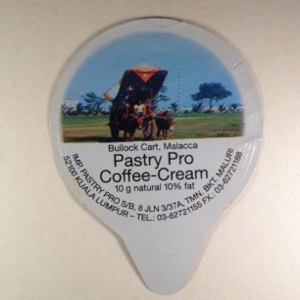 Bullock Cart, Malacca
Pastry Pro
Coffee-Cream
10 g natural 10% fat
IMP. PASTRY PRO S/B, 8 JLN 3/37A, TMN. BKT. MALURI
52100 KUALA LUMPUR – TEL.: 03-62721155 FX.: 03-62721166